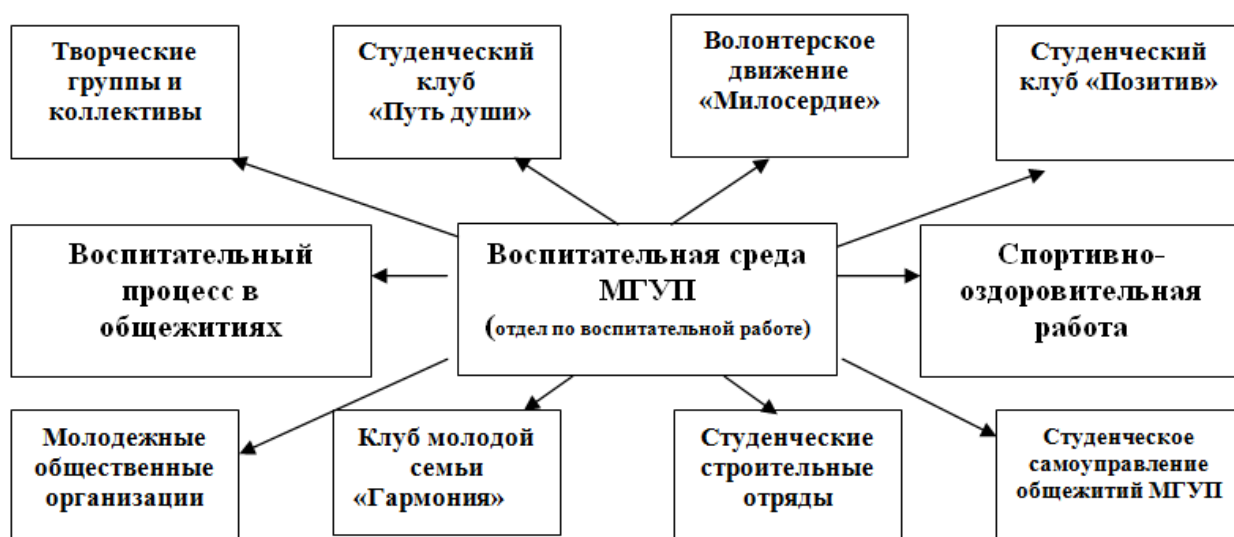 Творческие
группы и
коллективы
Студенческий
клуб
«Путь души»
Волонтерское
движение
«Милосердие»
Студенческий
клуб «Позитив»
Воспитательный
процесс в
общежитиях
Воспитательная среда
МГУП
(отдел по воспитательной работе)
Спортивно-
оздоровительная
работа
Молодежные
общественные
организации
Клуб молодой
семьи
«Гармония»
Студенческие
строительные
отряды
Студенческое
самоуправление
общежитий МГУП